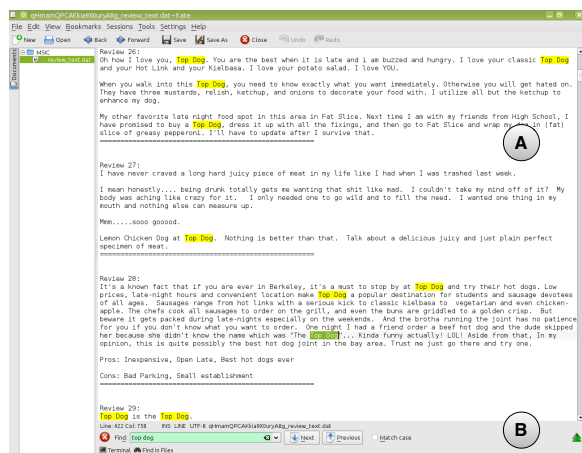 qHmamQPCAKkia9X0uryA8g_review_text.dat - Kate
File Edit View Bookmarks Sessions Tools Settings Help
New Open Back Forward Save Save As Close Undo Redo
Documents
MSIC
review_text.dat
Review 26:
Oh how I love you, Top Dog. You are the best when it is late and i am buzzed and hungry. I love your classic Top Dog
and your Hot Link and your Kielbasa. I love your potato salad. I love YOU.
When you walk into this Top Dog, you need to know exactly what you want immediately. Otherwise you will get hated on.
They have three mustards, relish, ketchup, and onions to decorate your food with. I utilize all but the ketchup to
enhance my dog.
My other favorite late night food spot in this area in Fat Slice. Next time I am with my friends from High School, I
have promised to buy a Top Dog, dress it up with all the fixings, and then go to Fat Slice and wrap my dog in (fat)
slice of greasy pepperoni. I'll have to update after I survive that.
==================================================
A
Review 27:
I have never craved a long hard juicy piece of meat in my life like I had when I was trashed last week.
I mean honestly.... being drunk totally gets me wanting that shit like mad. I couldn't take my mind off of it? My
body was aching like crazy for it. I only needed one to go wild and to fill the need. I wanted one thing in my
mouth and nothing else can measure up.
Mmm.....sooo gooood.
Lemon Chicken Dog at Top Dog. Nothing is better than that. Talk about a delicious juicy and just plain perfect
specimen of meat.
==================================================
Review 28:
It's a known fact that if you are ever in Berkeley, it's a must to stop by at Top Dog and try their hot dogs. Low
prices, late-night hours and convenient location make Top Dog a popular destination for students and sausage devotees
of all ages. Sausages range from hot links with a serious kick to classic kielbasa to vegetarian and even chicken-
apple. The chefs cook all sausages to order on the grill, and even the buns are griddled to a golden crisp. But
beware it gets packed during late-nights especially on the weekends. And the brotha running the joint has no patience
for you if you don't know what you want to order. One night I had a friend order a beef hot dog and the dude skipped
her because she didn't know the name which was "The Top Dog"... Kinda funny actually! LOL! Aside from that, In my
opinion, this is quite possibly the best hot dog joint in the bay area. Trust me just go there and try one.
Pros: Inexpensive, Open Late, Best hot dogs ever
Cons: Bad Parking, Small establishment
==================================================
Review 29:
Top Dog is the Top Dog.
Line: 422 Col: 758 INS LINE UTF-8 qHmamQPCAKkia9X0uryA8g_review_text.dat
B
Find: top dog Next Previous Match case
Terminal Find in Files